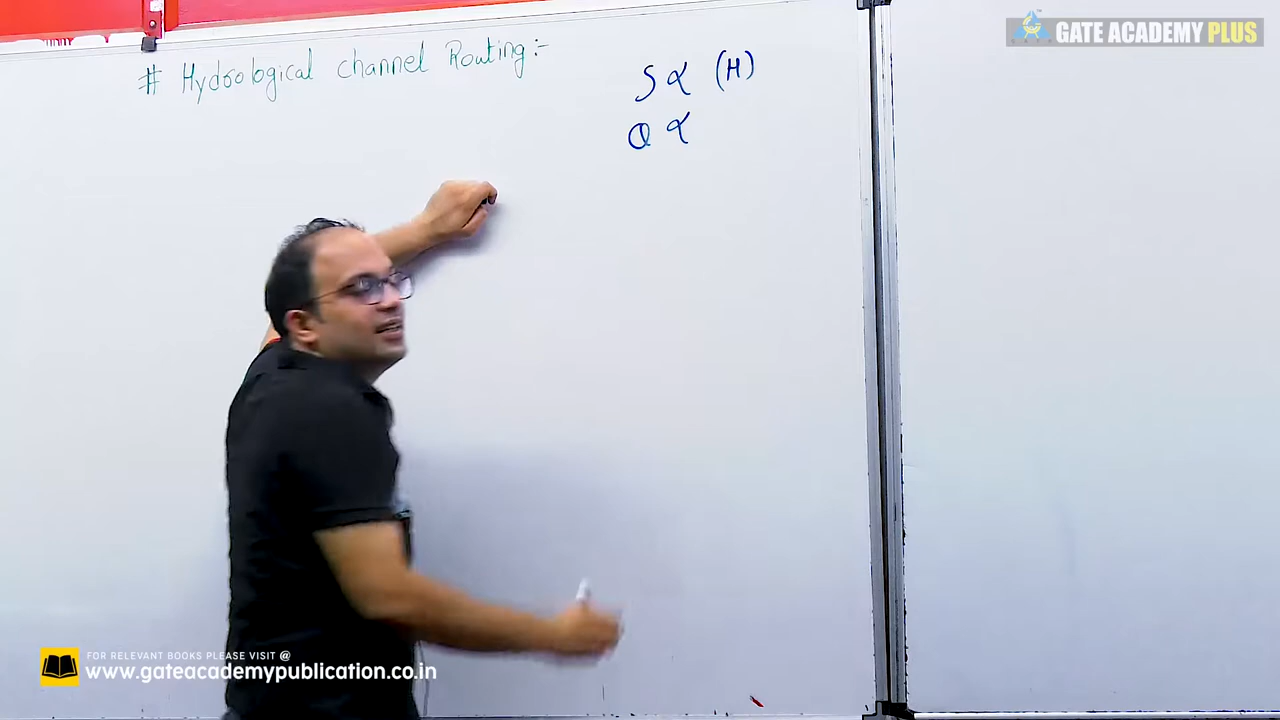 # Hydrological channel Routing:-
S ∝ (H)
Q ∝
GATE ACADEMY PLUS
FOR RELEVANT BOOKS PLEASE VISIT @
www.gateacademypublication.co.in